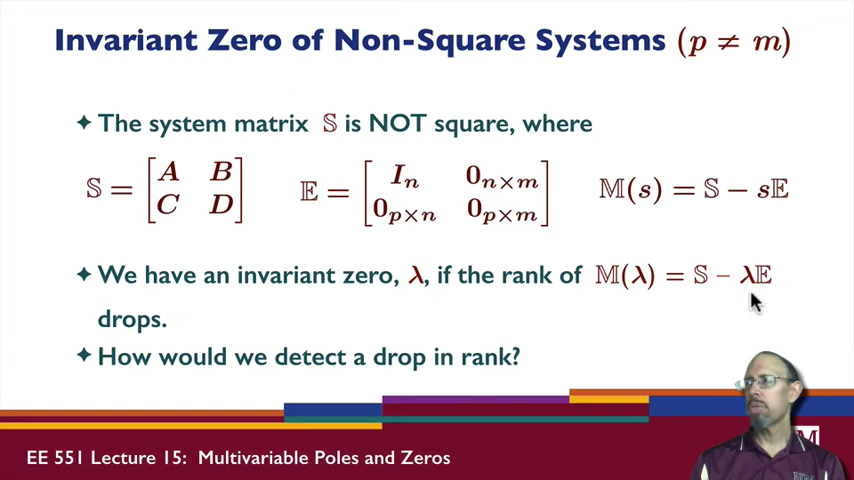 Invariant Zero of Non-Square Systems (p ≠ m)
✦ The system matrix 𝕊 is NOT square, where
𝕊 = [A B; C D] 𝔼 = [Iₙ 0ₙₓₘ; 0ₚₓₙ 0ₚₓₘ] 𝕄(s) = 𝕊 − s𝔼
✦ We have an invariant zero, λ, if the rank of 𝕄(λ) = 𝕊 − λ𝔼
drops.
✦ How would we detect a drop in rank?
EE 551 Lecture 15: Multivariable Poles and Zeros